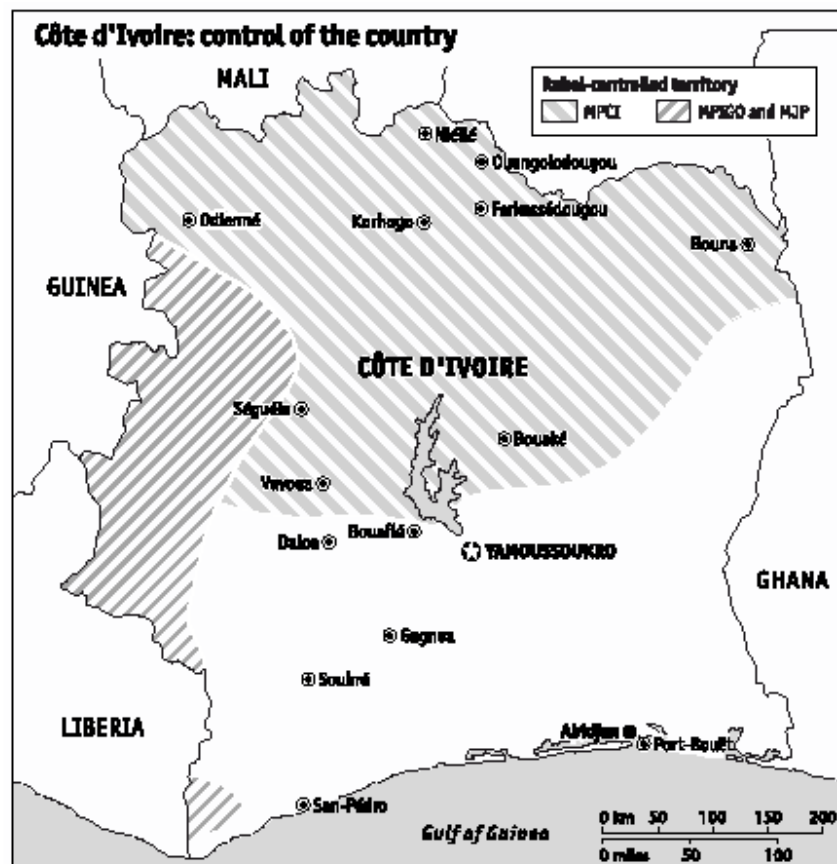 Côte d'Ivoire: control of the country
MALI
Rebel-controlled territory
MPCI
MPIGO and MJP
Niellé
Ouangolodougou
Odienné
Korhogo
Ferkessédougou
Bouna
GUINEA
CÔTE D'IVOIRE
Séguéla
Bouaké
Vavoua
Daloa
Bouaflé
YAMOUSSOUKRO
GHANA
Gagnoa
Soubré
LIBERIA
Abidjan
Port-Bouët
San-Pédro
Gulf of Guinea
0 km 50 100 150 200
0 miles 50 100